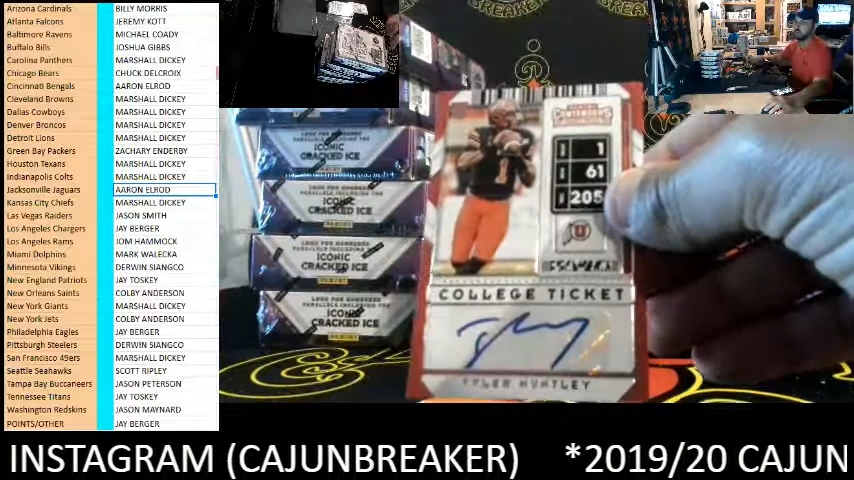 Arizona Cardinals BILLY MORRIS
Atlanta Falcons JEREMY KOTT
Baltimore Ravens MICHAEL COADY
Buffalo Bills JOSHUA GIBBS
Carolina Panthers MARSHALL DICKEY
Chicago Bears CHUCK DELCROIX
Cincinnati Bengals AARON ELROD
Cleveland Browns MARSHALL DICKEY
Dallas Cowboys MARSHALL DICKEY
Denver Broncos MARSHALL DICKEY
Detroit Lions MARSHALL DICKEY
Green Bay Packers ZACHARY ENDERBY
Houston Texans MARSHALL DICKEY
Indianapolis Colts MARSHALL DICKEY
Jacksonville Jaguars AARON ELROD
Kansas City Chiefs MARSHALL DICKEY
Las Vegas Raiders JASON SMITH
Los Angeles Chargers JAY BERGER
Los Angeles Rams JOM HAMMOCK
Miami Dolphins MARK WALECKA
Minnesota Vikings DERWIN SIANGCO
New England Patriots JAY TOSKEY
New Orleans Saints COLBY ANDERSON
New York Giants MARSHALL DICKEY
New York Jets COLBY ANDERSON
Philadelphia Eagles JAY BERGER
Pittsburgh Steelers DERWIN SIANGCO
San Francisco 49ers MARSHALL DICKEY
Seattle Seahawks SCOTT RIPLEY
Tampa Bay Buccaneers JASON PETERSON
Tennessee Titans JAY TOSKEY
Washington Redskins JASON MAYNARD
POINTS/OTHER JAY BERGER
CAJUN BREAKER
ICONIC
CRACKED ICE
ICONIC
CRACKED ICE
ICONIC
CRACKED ICE
ICONIC
CRACKED ICE
PANINI
CONTENDERS
1
61
205
U
COLLEGE TICKET
TYLER HUNTLEY
INSTAGRAM (CAJUNBREAKER) *2019/20 CAJUN